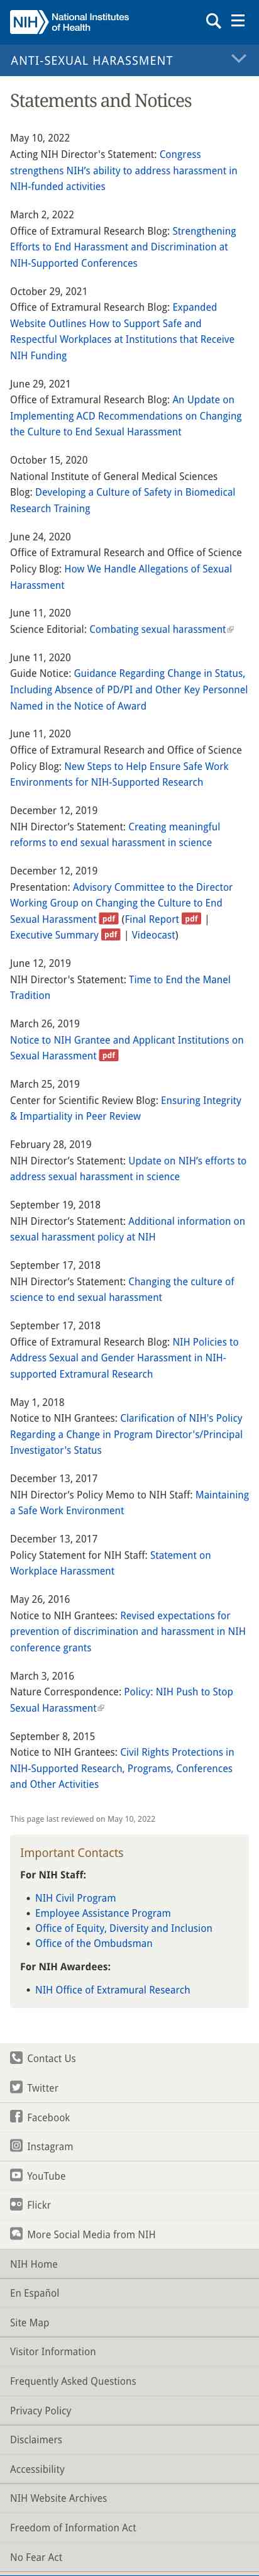 NIH National Institutes
of Health
ANTI-SEXUAL HARASSMENT
Statements and Notices
May 10, 2022
Acting NIH Director's Statement: Congress
strengthens NIH's ability to address harassment in
NIH-funded activities
March 2, 2022
Office of Extramural Research Blog: Strengthening
Efforts to End Harassment and Discrimination at
NIH-Supported Conferences
October 29, 2021
Office of Extramural Research Blog: Expanded
Website Outlines How to Support Safe and
Respectful Workplaces at Institutions that Receive
NIH Funding
June 29, 2021
Office of Extramural Research Blog: An Update on
Implementing ACD Recommendations on Changing
the Culture to End Sexual Harassment
October 15, 2020
National Institute of General Medical Sciences
Blog: Developing a Culture of Safety in Biomedical
Research Training
June 24, 2020
Office of Extramural Research and Office of Science
Policy Blog: How We Handle Allegations of Sexual
Harassment
June 11, 2020
Science Editorial: Combating sexual harassment
June 11, 2020
Guide Notice: Guidance Regarding Change in Status,
Including Absence of PD/PI and Other Key Personnel
Named in the Notice of Award
June 11, 2020
Office of Extramural Research and Office of Science
Policy Blog: New Steps to Help Ensure Safe Work
Environments for NIH-Supported Research
December 12, 2019
NIH Director's Statement: Creating meaningful
reforms to end sexual harassment in science
December 12, 2019
Presentation: Advisory Committee to the Director
Working Group on Changing the Culture to End
Sexual Harassment pdf (Final Report pdf |
Executive Summary pdf | Videocast)
June 12, 2019
NIH Director's Statement: Time to End the Manel
Tradition
March 26, 2019
Notice to NIH Grantee and Applicant Institutions on
Sexual Harassment pdf
March 25, 2019
Center for Scientific Review Blog: Ensuring Integrity
& Impartiality in Peer Review
February 28, 2019
NIH Director's Statement: Update on NIH's efforts to
address sexual harassment in science
September 19, 2018
NIH Director's Statement: Additional information on
sexual harassment policy at NIH
September 17, 2018
NIH Director's Statement: Changing the culture of
science to end sexual harassment
September 17, 2018
Office of Extramural Research Blog: NIH Policies to
Address Sexual and Gender Harassment in NIH-
supported Extramural Research
May 1, 2018
Notice to NIH Grantees: Clarification of NIH's Policy
Regarding a Change in Program Director's/Principal
Investigator's Status
December 13, 2017
NIH Director's Policy Memo to NIH Staff: Maintaining
a Safe Work Environment
December 13, 2017
Policy Statement for NIH Staff: Statement on
Workplace Harassment
May 26, 2016
Notice to NIH Grantees: Revised expectations for
prevention of discrimination and harassment in NIH
conference grants
March 3, 2016
Nature Correspondence: Policy: NIH Push to Stop
Sexual Harassment
September 8, 2015
Notice to NIH Grantees: Civil Rights Protections in
NIH-Supported Research, Programs, Conferences
and Other Activities
This page last reviewed on May 10, 2022
Important Contacts
For NIH Staff:
• NIH Civil Program
• Employee Assistance Program
• Office of Equity, Diversity and Inclusion
• Office of the Ombudsman
For NIH Awardees:
• NIH Office of Extramural Research
Contact Us
Twitter
Facebook
Instagram
YouTube
Flickr
More Social Media from NIH
NIH Home
En Español
Site Map
Visitor Information
Frequently Asked Questions
Privacy Policy
Disclaimers
Accessibility
NIH Website Archives
Freedom of Information Act
No Fear Act